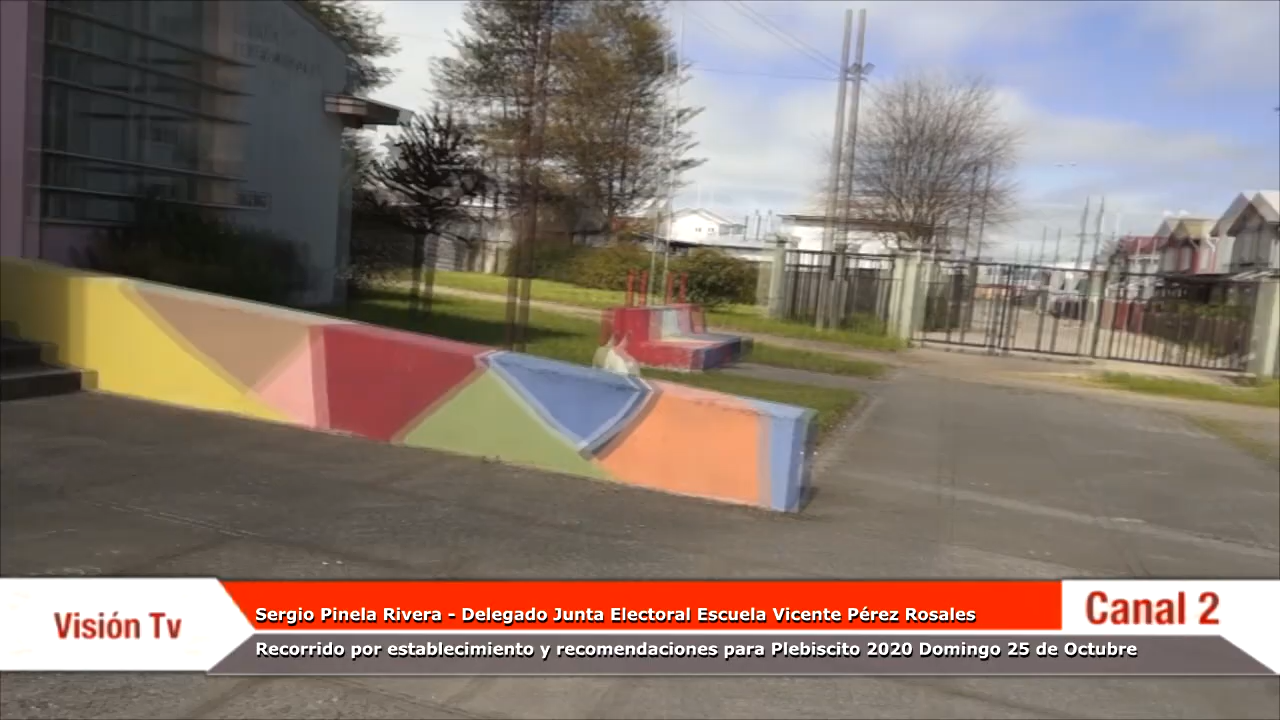 Visión Tv
Sergio Pinela Rivera - Delegado Junta Electoral Escuela Vicente Pérez Rosales
Canal 2
Recorrido por establecimiento y recomendaciones para Plebiscito 2020 Domingo 25 de Octubre